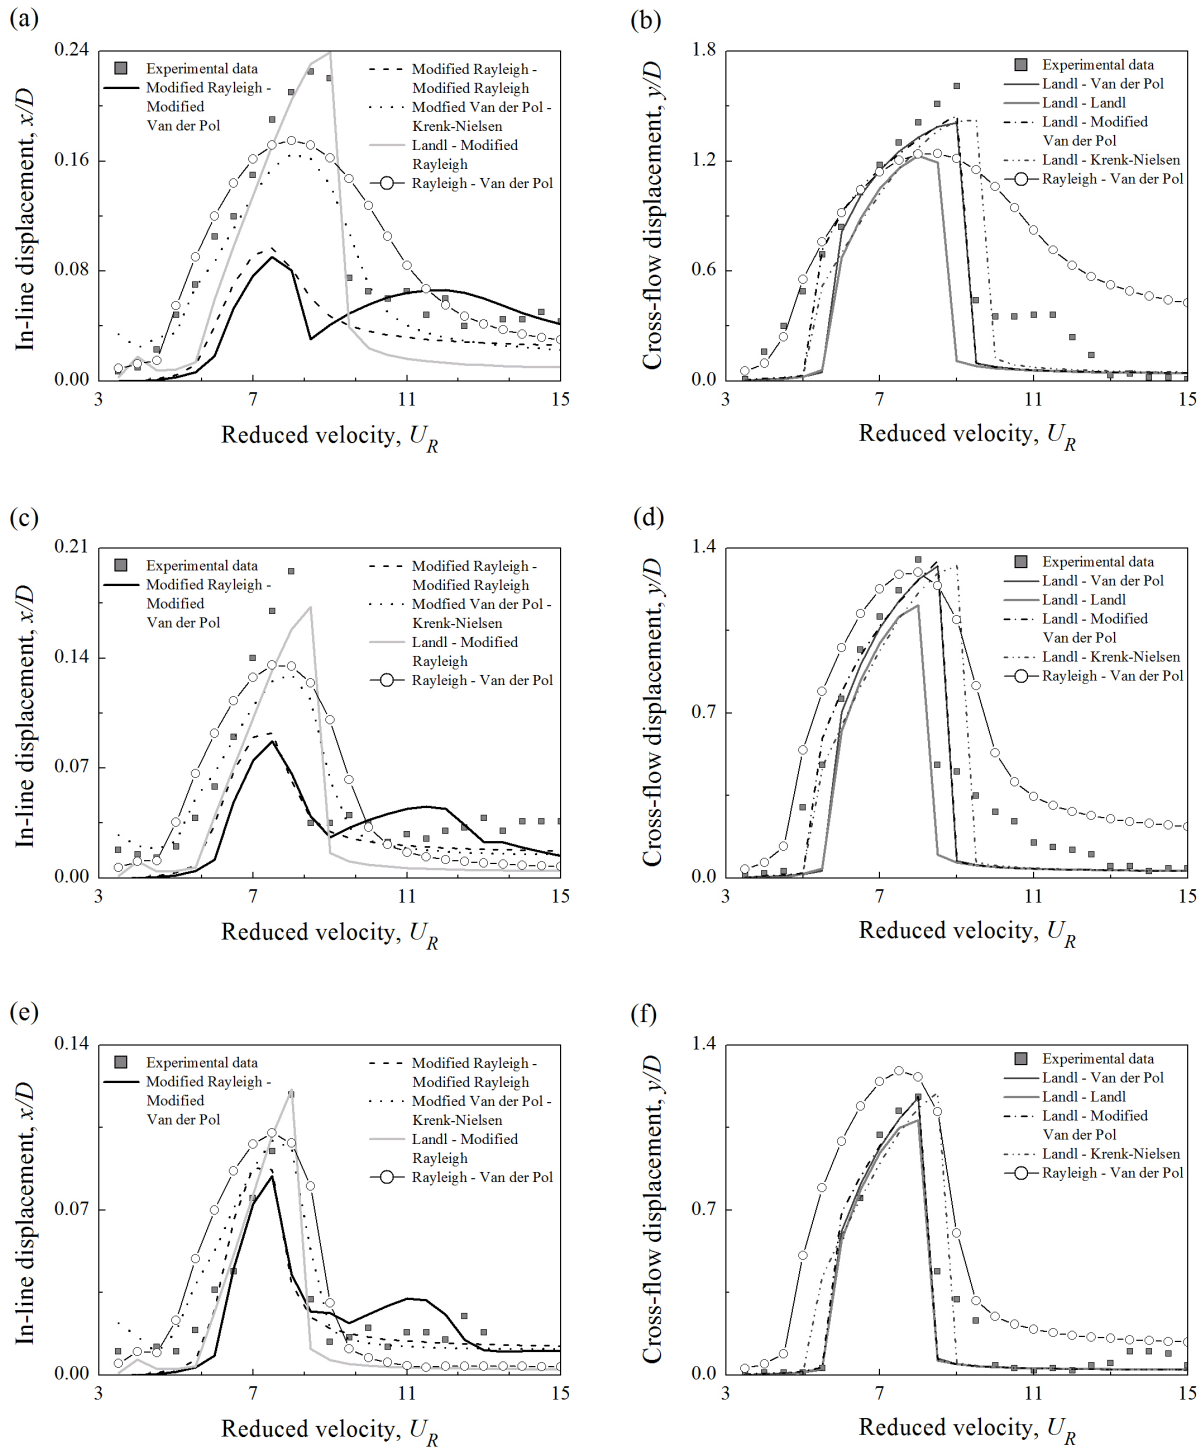 (a)
0.24
0.16
0.08
0.00
In-line displacement, x/D
Experimental data
Modified Rayleigh -
Modified
Van der Pol
Modified Rayleigh -
Modified Rayleigh
Modfied Van der Pol -
Krenk-Nielsen
Landl - Modified
Rayleigh
Rayleigh - Van der Pol
3
7
11
15
Reduced velocity, U_R
(b)
1.8
1.2
0.6
0.0
Cross-flow displacement, y/D
Experimental data
Landl - Van der Pol
Landl - Landl
Landl - Modified
Van der Pol
Landl - Krenk-Nielsen
Rayleigh - Van der Pol
3
7
11
15
Reduced velocity, U_R
(c)
0.21
0.14
0.07
0.00
In-line displacement, x/D
Experimental data
Modified Rayleigh -
Modified
Van der Pol
Modified Rayleigh -
Modified Rayleigh
Modfied Van der Pol -
Krenk-Nielsen
Landl - Modified
Rayleigh
Rayleigh - Van der Pol
3
7
11
15
Reduced velocity, U_R
(d)
1.4
0.7
0.0
Cross-flow displacement, y/D
Experimental data
Landl - Van der Pol
Landl - Landl
Landl - Modified
Van der Pol
Landl - Krenk-Nielsen
Rayleigh - Van der Pol
3
7
11
15
Reduced velocity, U_R
(e)
0.14
0.07
0.00
In-line displacement, x/D
Experimental data
Modified Rayleigh -
Modified
Van der Pol
Modified Rayleigh -
Modified Rayleigh
Modfied Van der Pol -
Krenk-Nielsen
Landl - Modified
Rayleigh
Rayleigh - Van der Pol
3
7
11
15
Reduced velocity, U_R
(f)
1.4
0.7
0.0
Cross-flow displacement, y/D
Experimental data
Landl - Van der Pol
Landl - Landl
Landl - Modified
Van der Pol
Landl - Krenk-Nielsen
Rayleigh - Van der Pol
3
7
11
15
Reduced velocity, U_R